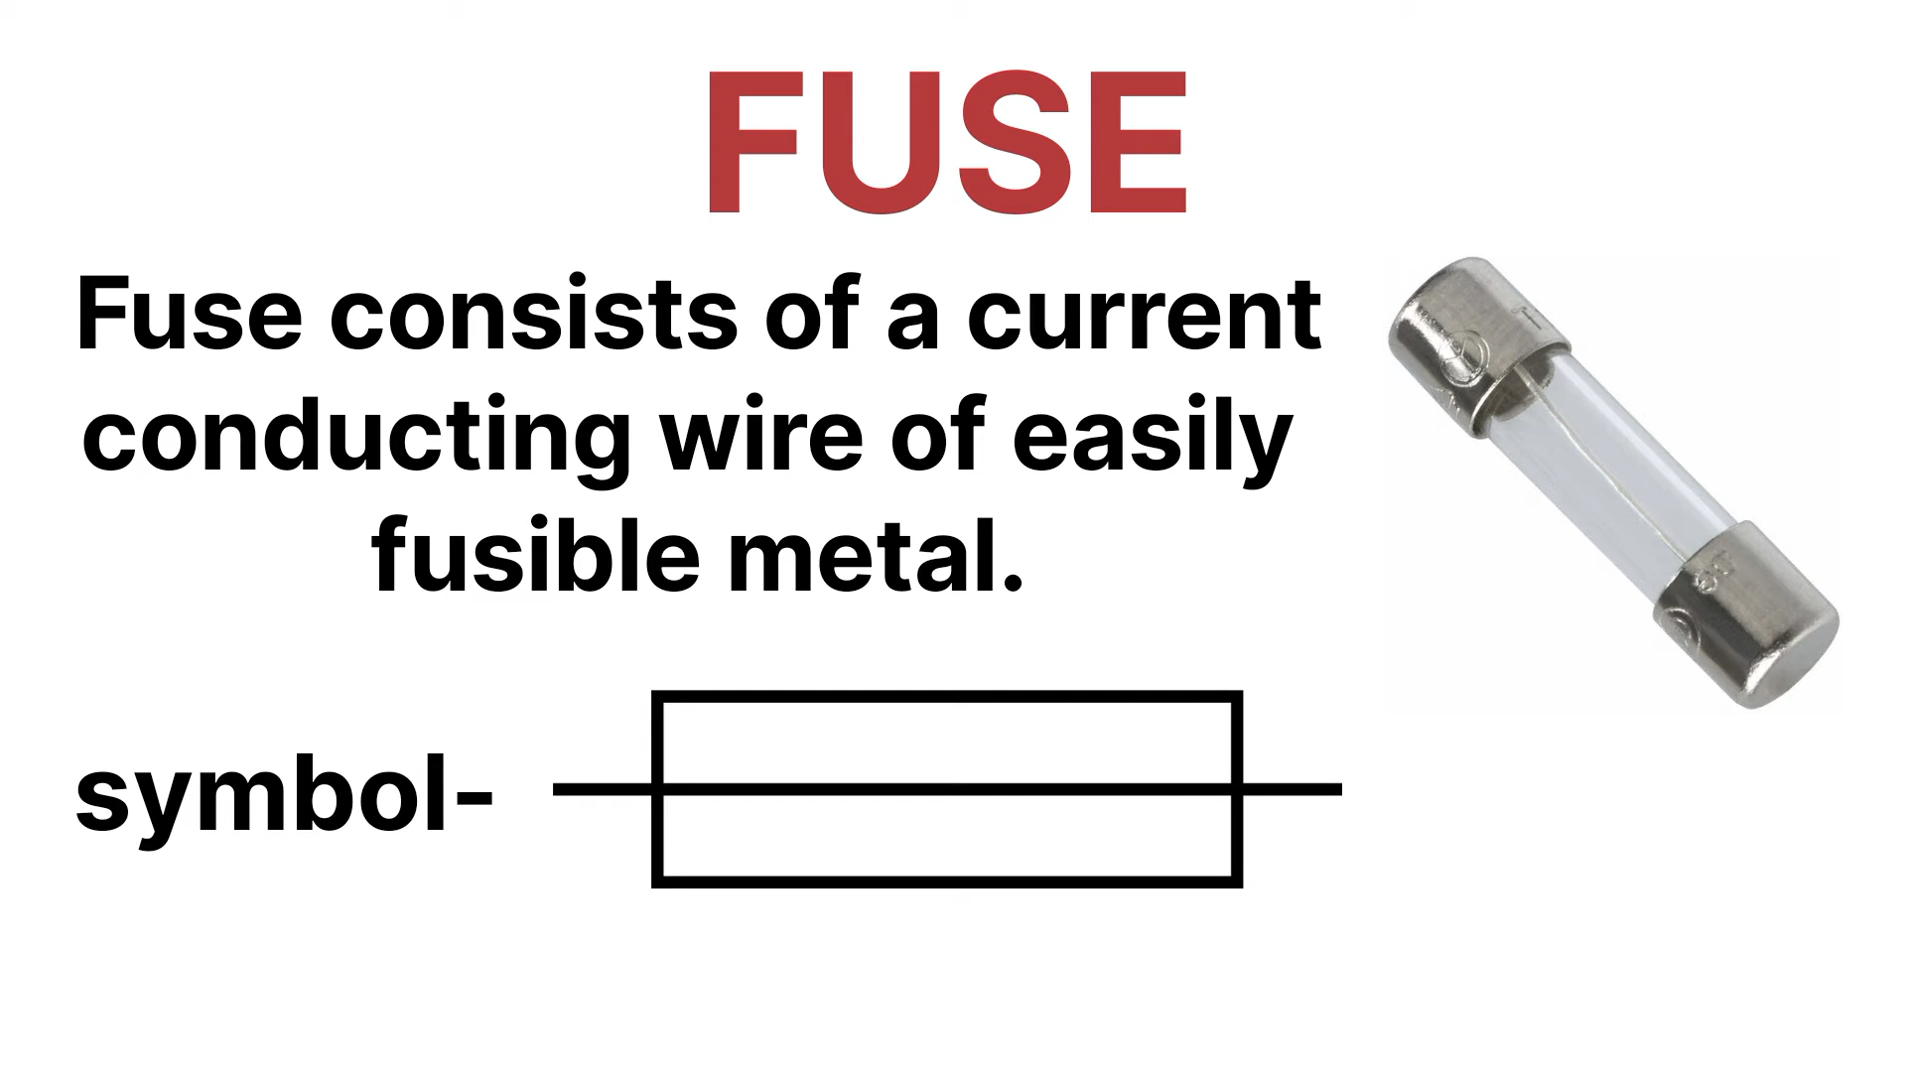 FUSE
Fuse consists of a current
conducting wire of easily
fusible metal.
symbol-